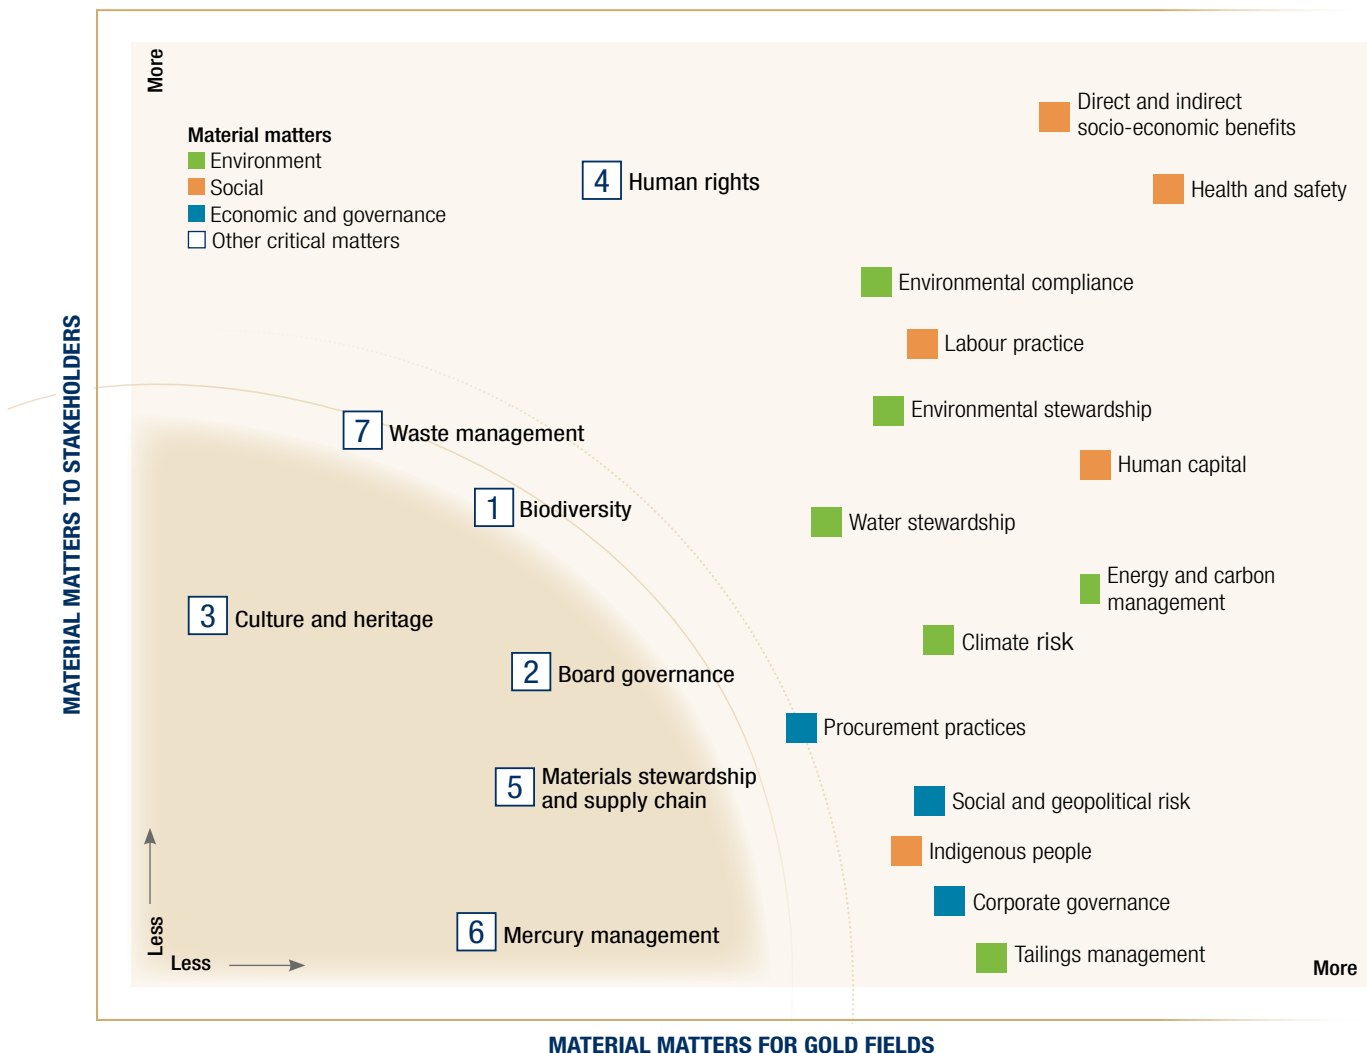 More
Material matters
Environment
Social
Economic and governance
Other critical matters
Direct and indirect
socio-economic benefits
4 Human rights
Health and safety
Environmental compliance
Labour practice
Environmental stewardship
7 Waste management
Human capital
1 Biodiversity
Water stewardship
Energy and carbon
management
3 Culture and heritage
Climate risk
2 Board governance
Procurement practices
5 Materials stewardship
and supply chain
Social and geopolitical risk
Indigenous people
Corporate governance
6 Mercury management
Tailings management
Less
Less
More
MATERIAL MATTERS TO STAKEHOLDERS
MATERIAL MATTERS FOR GOLD FIELDS